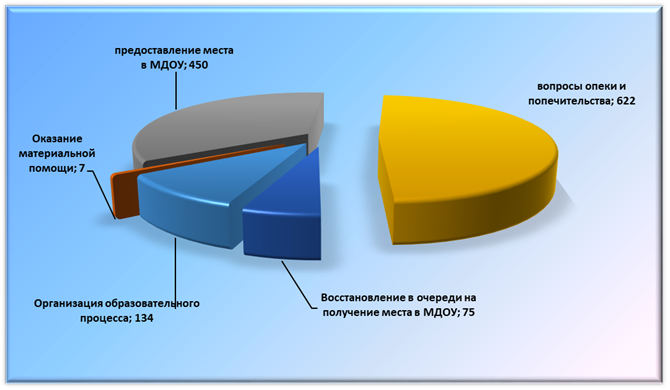 предоставление места
в МДОУ; 450
вопросы опеки и
попечительства; 622
Оказание
материальной
помощи; 7
Организация образовательного
процесса; 134
Восстановление в очереди на
получение места в МДОУ; 75